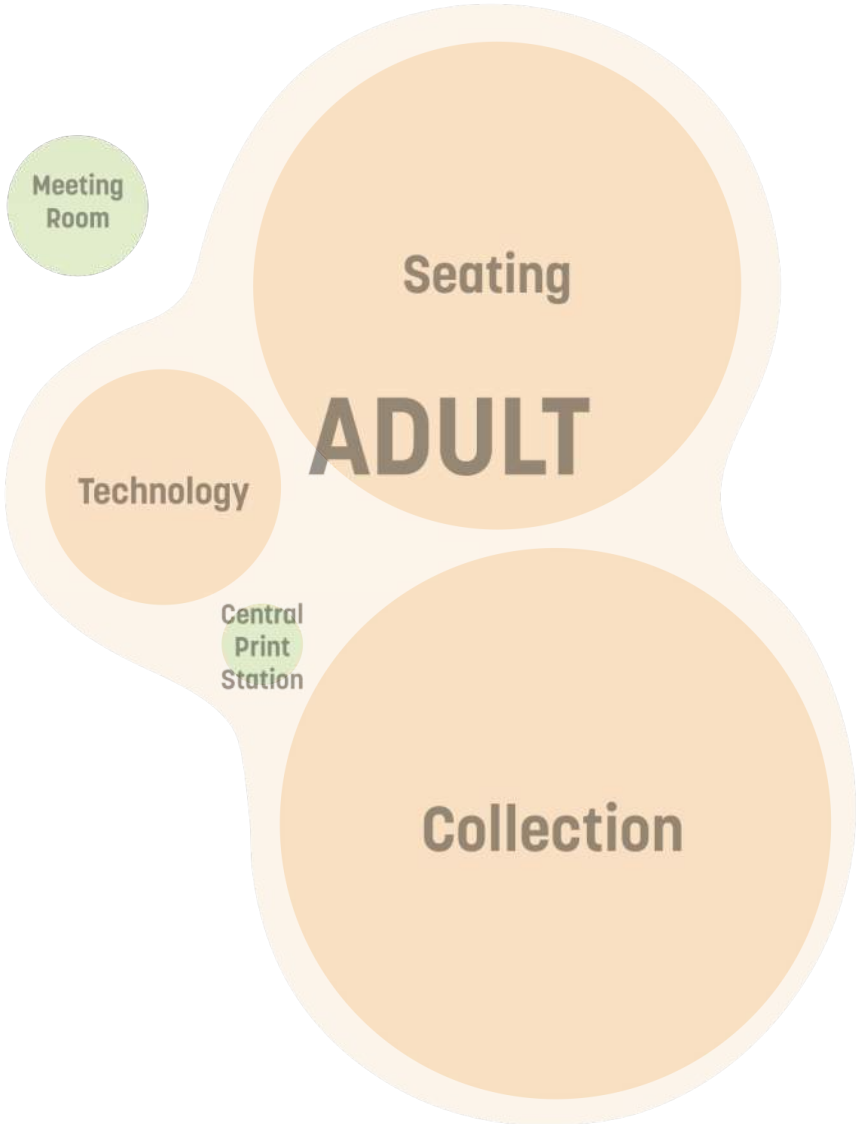 Meeting
Room
Seating
ADULT
Technology
Central
Print
Station
Collection